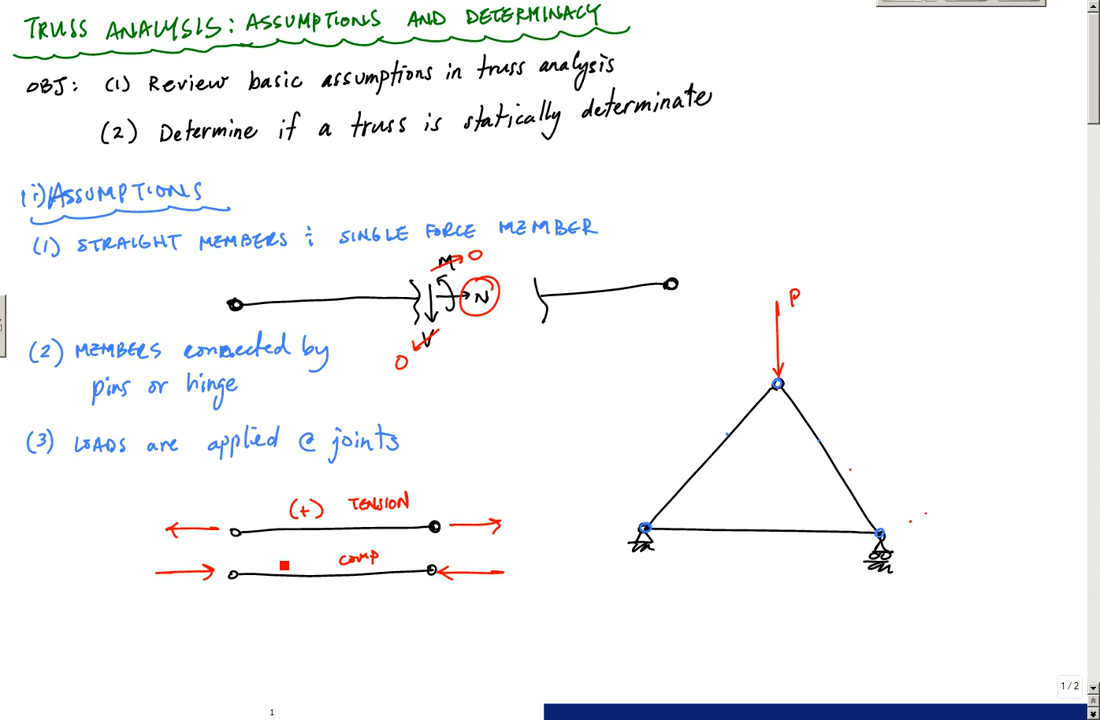 TRUSS ANALYSIS: ASSUMPTIONS AND DETERMINACY
OBJ: (1) Review basic assumptions in truss analysis
(2) Determine if a truss is statically determinate
(i) ASSUMPTIONS
(1) STRAIGHT MEMBERS : SINGLE FORCE MEMBER
M 0
N
V
0
(2) MEMBERS connected by
pins or hinge
P
(3) LOADS are applied @ joints
(+) TENSION
COMP
1 / 2
1